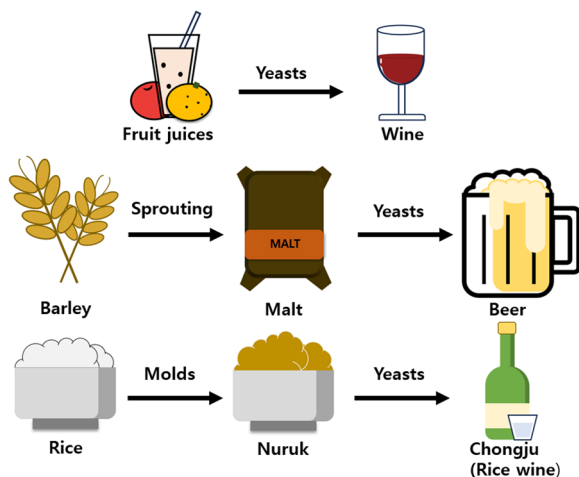 Yeasts
Fruit juices
Wine
Sprouting
Yeasts
MALT
Barley
Malt
Beer
Molds
Yeasts
Rice
Nuruk
Chongju
(Rice wine)